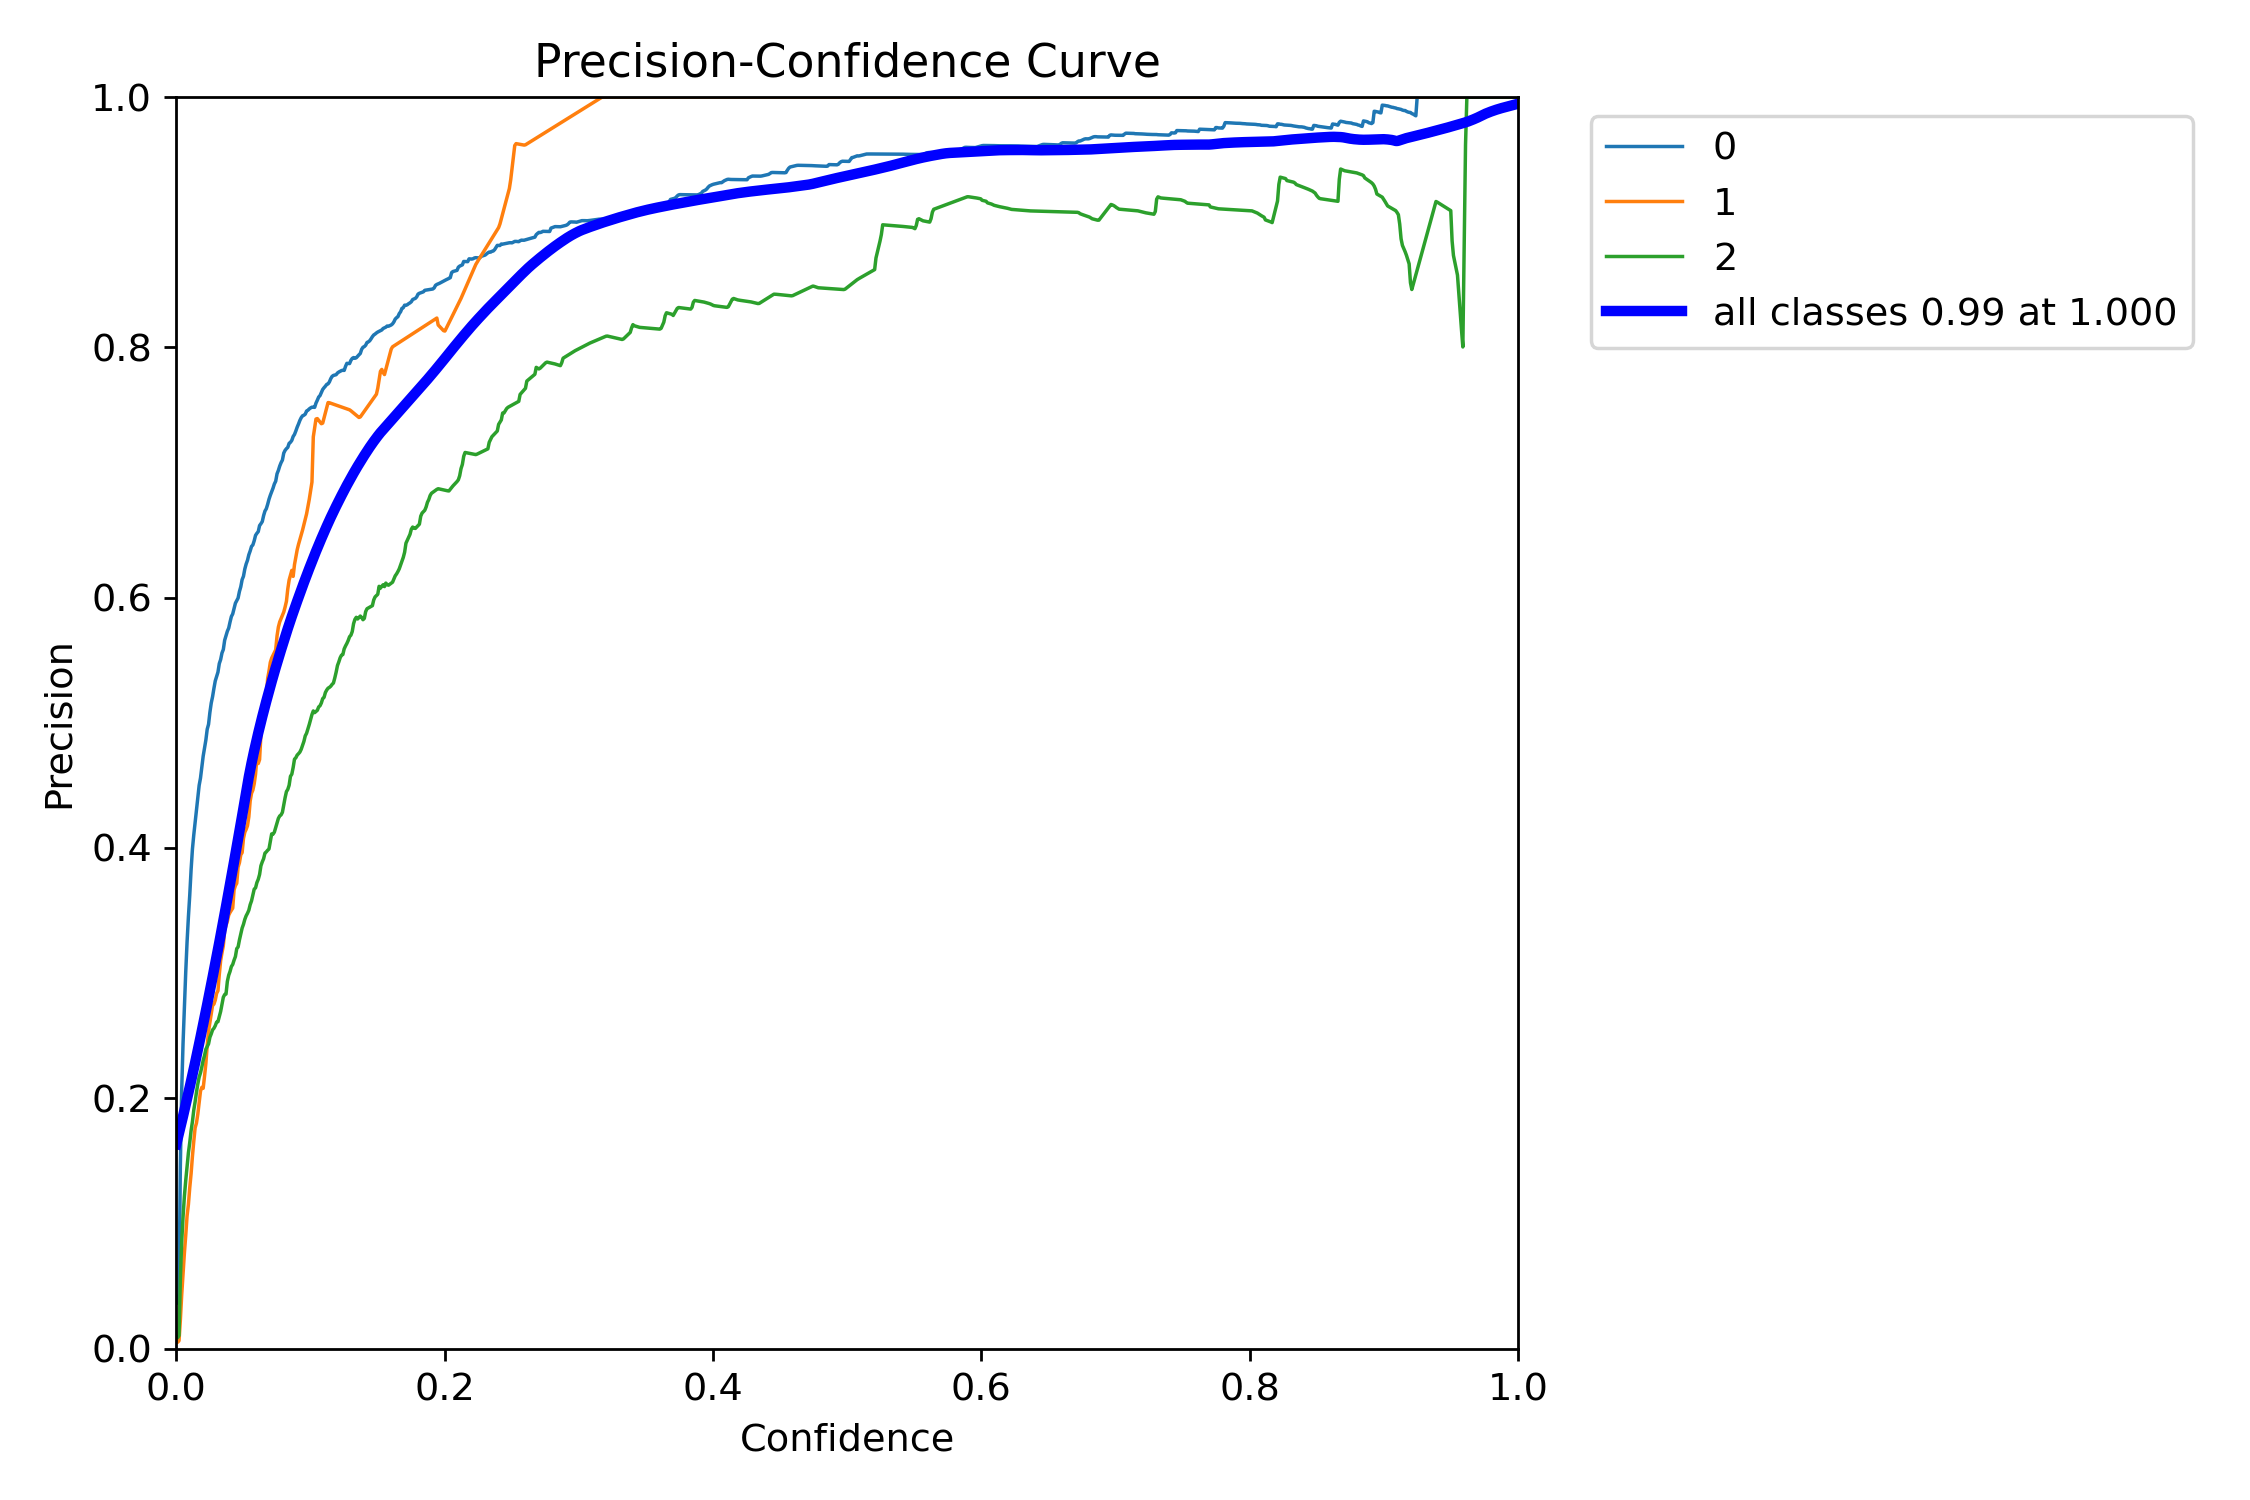 Precision-Confidence Curve
1.0
0.8
0.6
0.4
0.2
0.0
Precision
0.0 0.2 0.4 0.6 0.8 1.0
Confidence
0
1
2
all classes 0.99 at 1.000